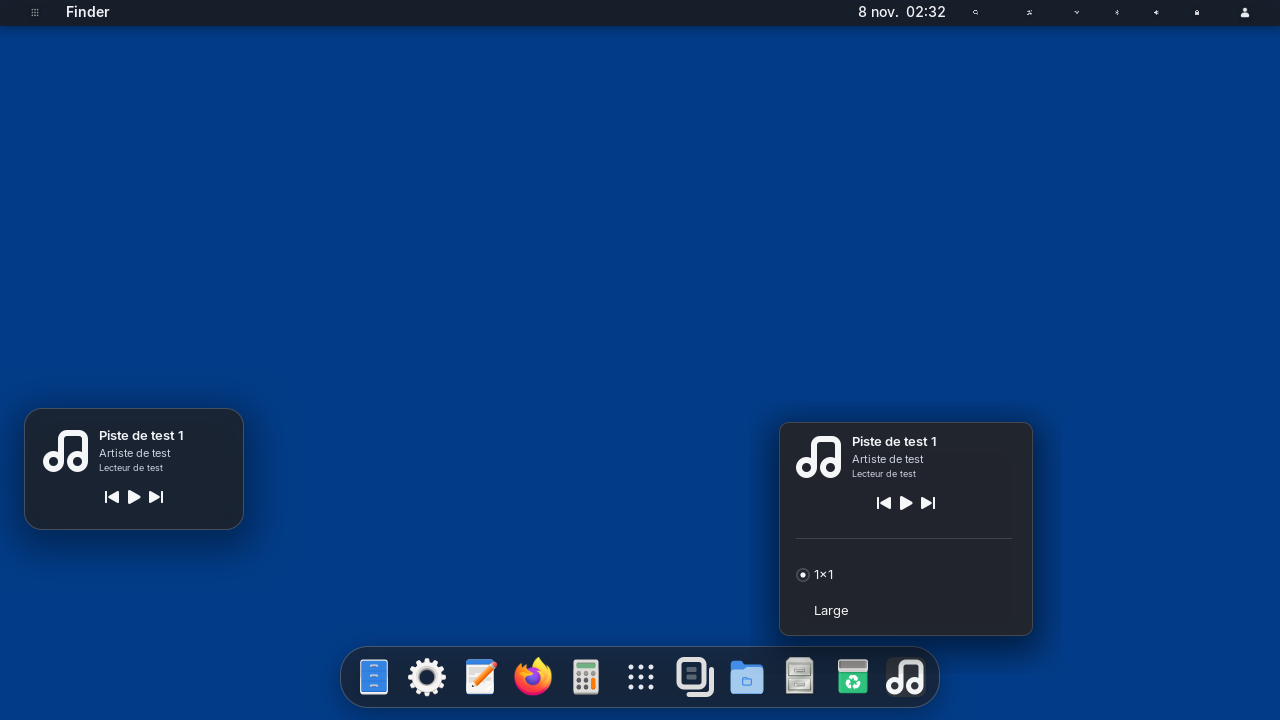 Finder
8 nov. 02:32
Piste de test 1
Artiste de test
Lecteur de test
Piste de test 1
Artiste de test
Lecteur de test
1×1
Large